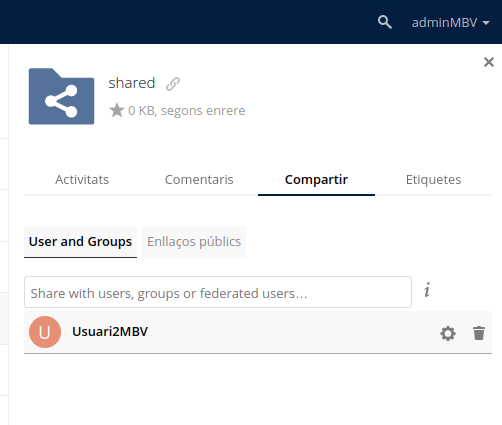 adminMBV
shared
0 KB, segons enrere
Activitats
Comentaris
Compartir
Etiquetes
User and Groups
Enllaços públics
Share with users, groups or federated users…
i
U
Usuari2MBV